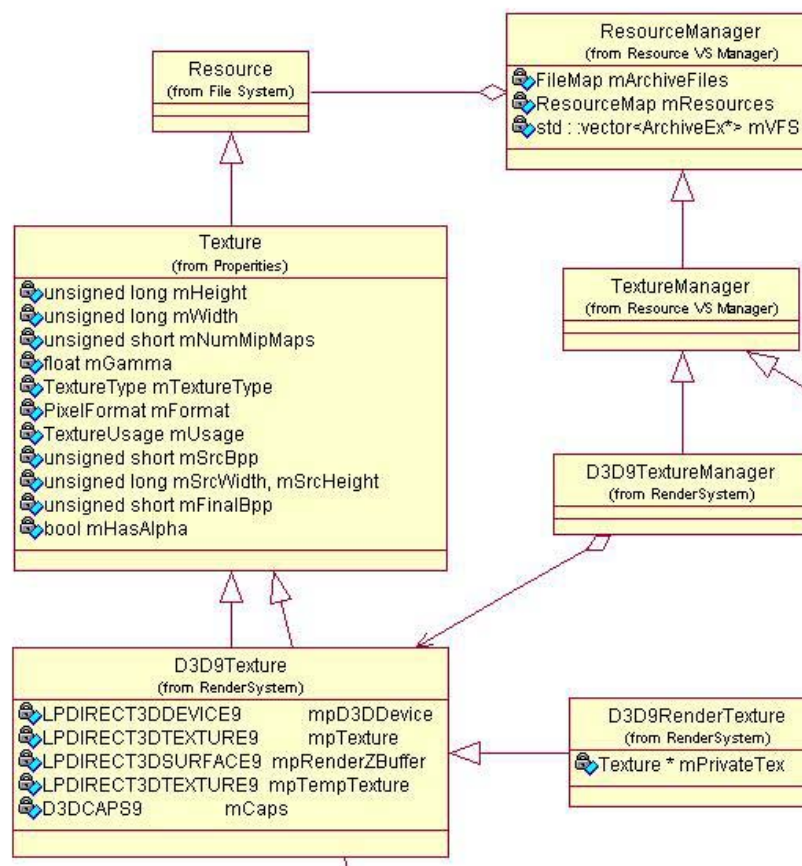 Resource
(from File System)
ResourceManager
(from Resource VS Manager)
FileMap mArchiveFiles
ResourceMap mResources
std : :vector<ArchiveEx*> mVFS
Texture
(from Properities)
unsigned long mHeight
unsigned long mWidth
unsigned short mNumMipMaps
float mGamma
TextureType mTextureType
PixelFormat mFormat
TextureUsage mUsage
unsigned short mSrcBpp
unsigned long mSrcWidth, mSrcHeight
unsigned short mFinalBpp
bool mHasAlpha
TextureManager
(from Resource VS Manager)
D3D9TextureManager
(from RenderSystem)
D3D9Texture
(from RenderSystem)
LPDIRECT3DDEVICE9 mpD3DDevice
LPDIRECT3DTEXTURE9 mpTexture
LPDIRECT3DSURFACE9 mpRenderZBuffer
LPDIRECT3DTEXTURE9 mpTempTexture
D3DCAPS9 mCaps
D3D9RenderTexture
(from RenderSystem)
Texture * mPrivateTex